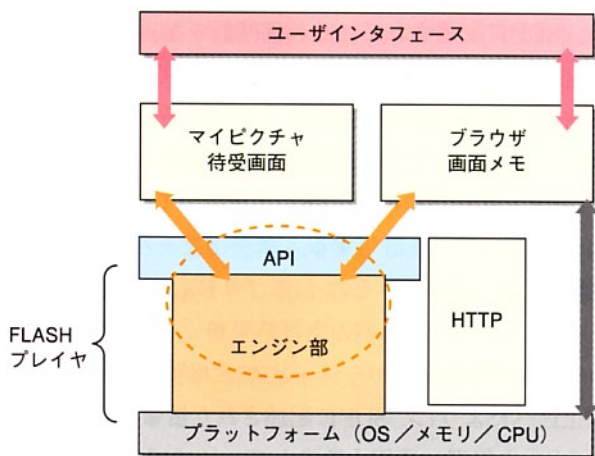 ユーザインタフェース
マイピクチャ
待受画面
ブラウザ
画面メモ
API
HTTP
FLASH
プレイヤ
エンジン部
プラットフォーム（OS／メモリ／CPU）